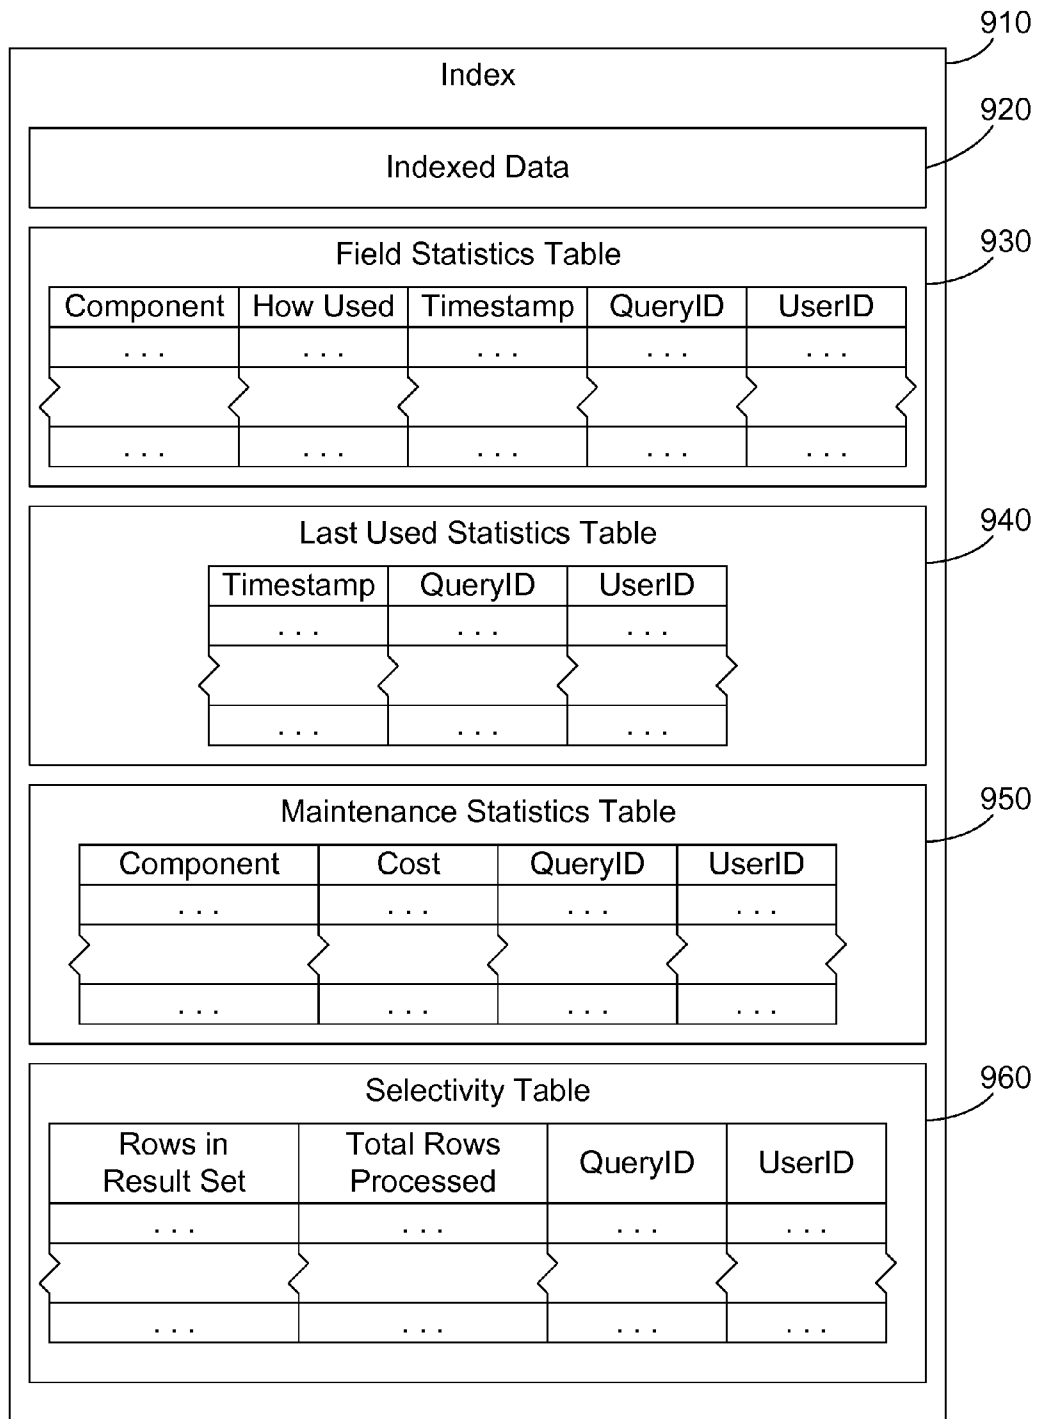 910
Index
920
Indexed Data
930
Field Statistics Table
Component How Used Timestamp QueryID UserID
. . . . . . . . . . . . . . .
. . . . . . . . . . . . . . .
940
Last Used Statistics Table
Timestamp QueryID UserID
. . . . . . . . .
. . . . . . . . .
950
Maintenance Statistics Table
Component Cost QueryID UserID
. . . . . . . . . . . .
. . . . . . . . . . . .
960
Selectivity Table
Rows in Result Set Total Rows Processed QueryID UserID
. . . . . . . . . . . .
. . . . . . . . . . . .